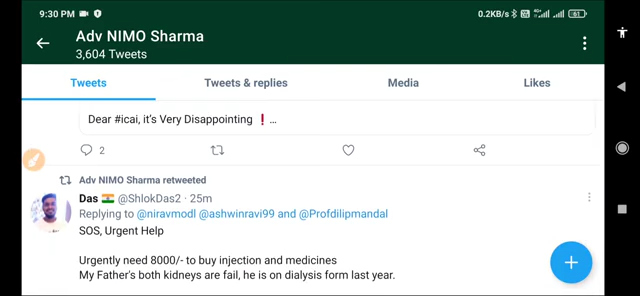 9:30 PM
0.2KB/s 4G+ 61
Adv NIMO Sharma
3,604 Tweets
Tweets Tweets & replies Media Likes
Dear #icai, it's Very Disappointing ❗...
2
Adv NIMO Sharma retweeted
Das 🇮🇳 @ShlokDas2 · 25m
Replying to @niravmodl @ashwinravi99 and @Profdilipmandal
SOS, Urgent Help
Urgently need 8000/- to buy injection and medicines
My Father's both kidneys are fail, he is on dialysis form last year.